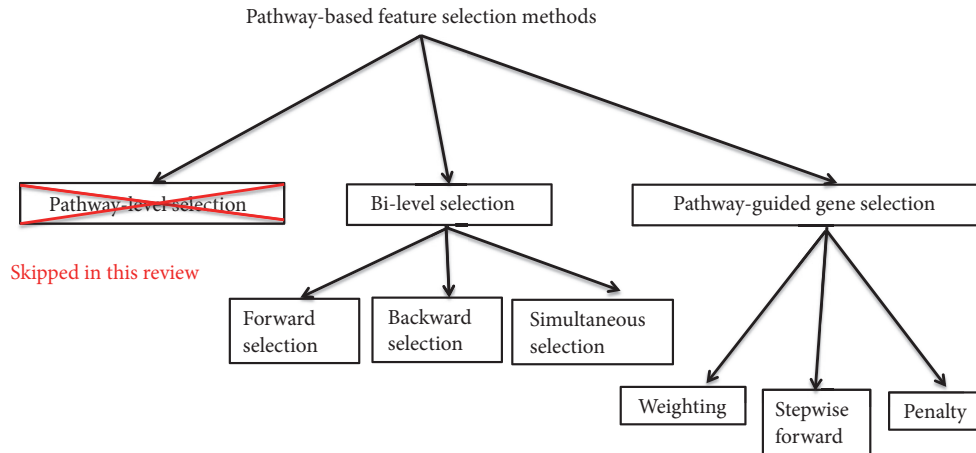 Pathway-based feature selection methods
Pathway-level selection
Bi-level selection
Pathway-guided gene selection
Skipped in this review
Forward
selection
Backward
selection
Simultaneous
selection
Weighting
Stepwise
forward
Penalty